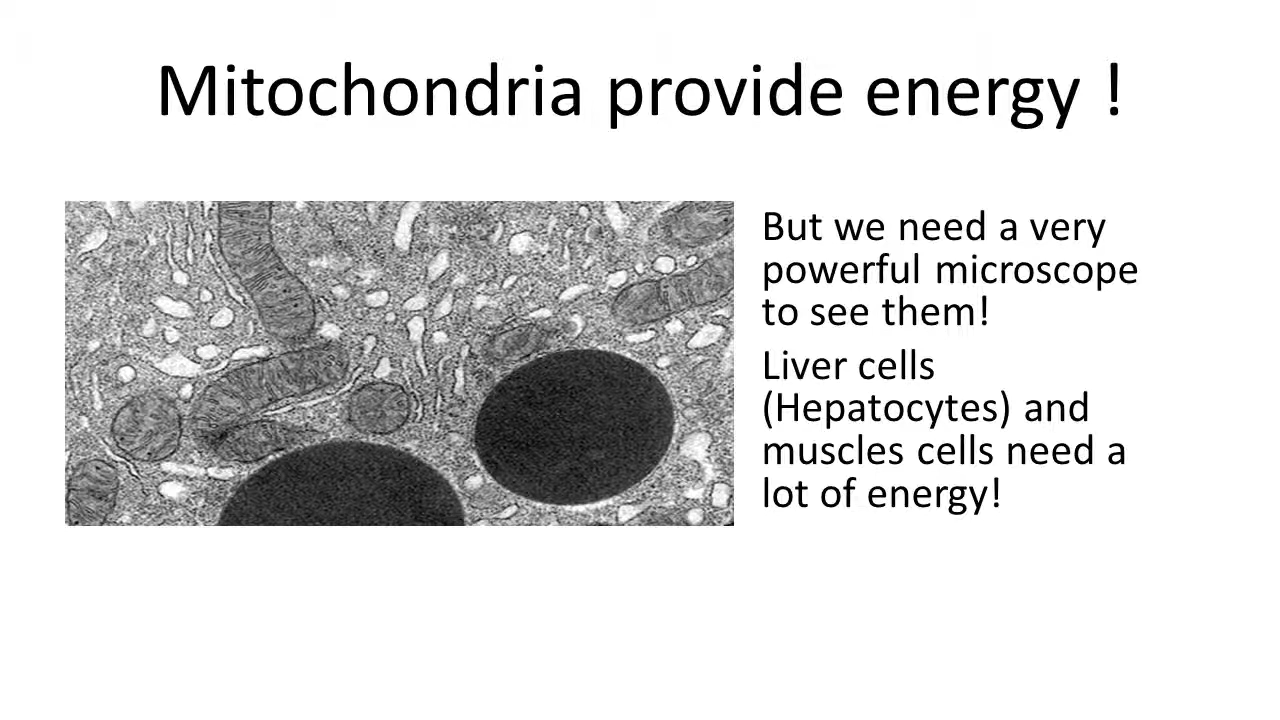 Mitochondria provide energy !
But we need a very
powerful microscope
to see them!
Liver cells
(Hepatocytes) and
muscles cells need a
lot of energy!